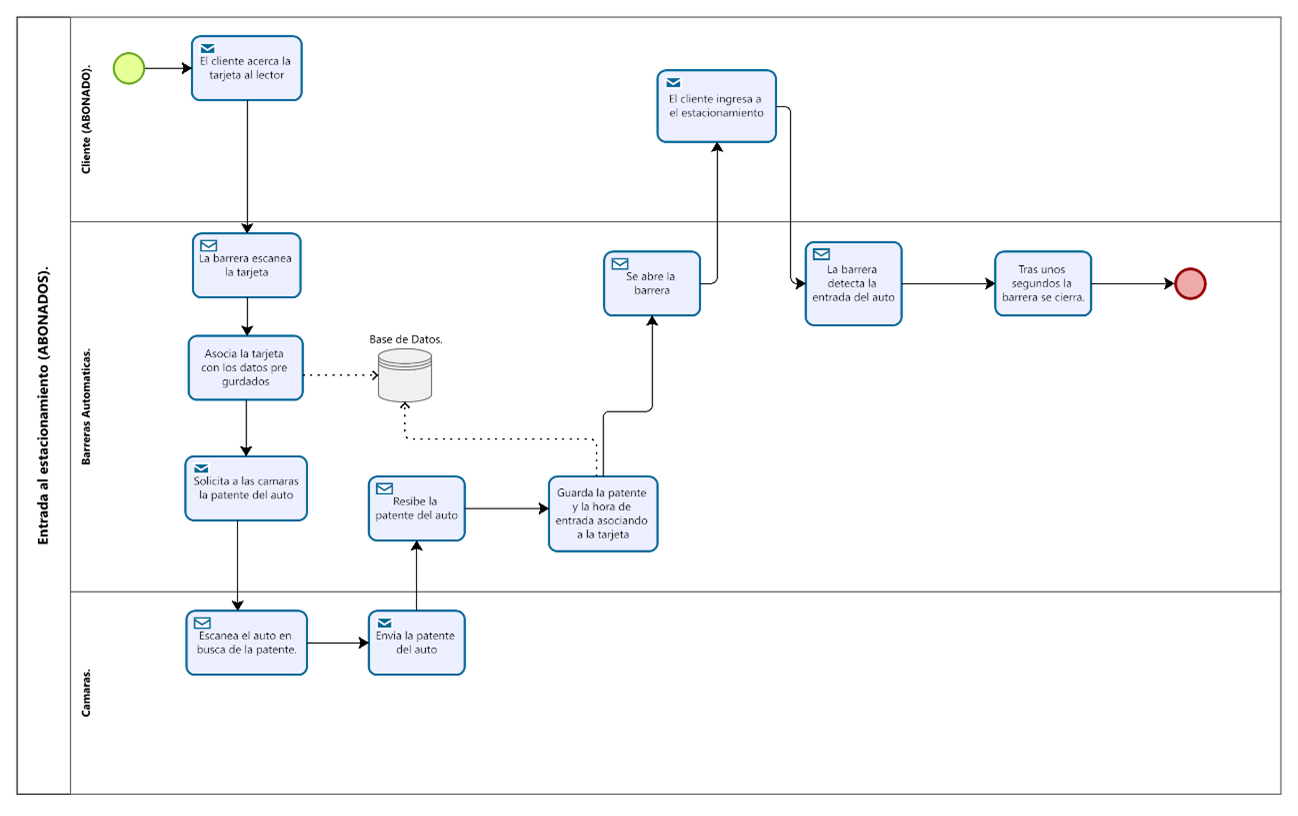 Entrada al estacionamiento (ABONADOS).
Cliente (ABONADO).
El cliente acerca la
tarjeta al lector
El cliente ingresa a
el estacionamiento
Barreras Automaticas.
La barrera escanea
la tarjeta
Se abre la
barrera
La barrera
detecta la
entrada del auto
Tras unos
segundos la
barrera se cierra.
Asocia la tarjeta
con los datos pre
gurdados
Base de Datos.
Solicita a las camaras
la patente del auto
Resibe la
patente del auto
Guarda la patente
y la hora de
entrada asociando
a la tarjeta
Camaras.
Escanea el auto en
busca de la patente.
Envia la patente
del auto